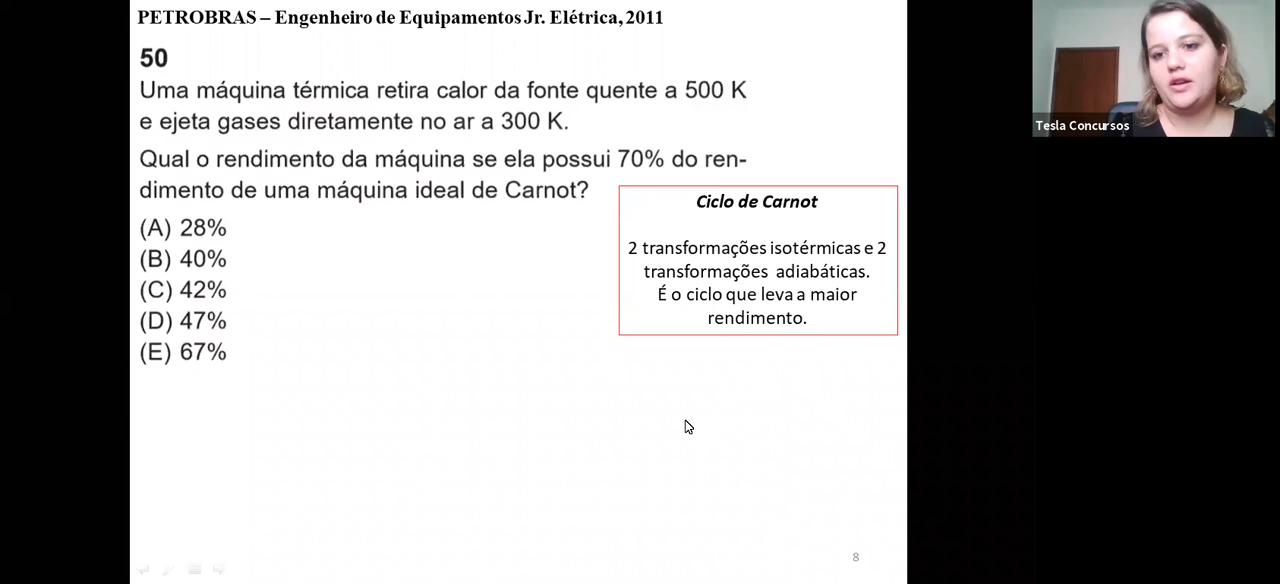 PETROBRAS – Engenheiro de Equipamentos Jr. Elétrica, 2011
50
Uma máquina térmica retira calor da fonte quente a 500 K
e ejeta gases diretamente no ar a 300 K.
Qual o rendimento da máquina se ela possui 70% do ren-
dimento de uma máquina ideal de Carnot?
(A) 28%
(B) 40%
(C) 42%
(D) 47%
(E) 67%
Ciclo de Carnot
2 transformações isotérmicas e 2
transformações adiabáticas.
É o ciclo que leva a maior
rendimento.
8
Tesla Concursos